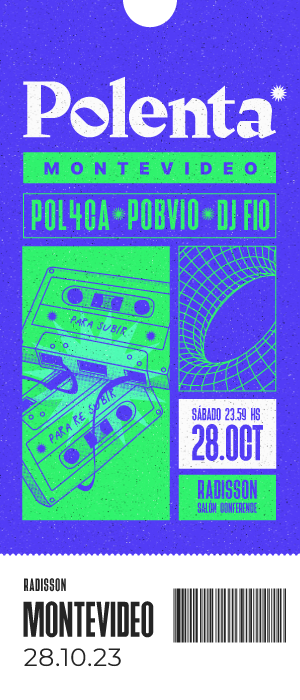 Polenta
MONTEVIDEO
POL4CA POBVIO DJ FIO
PARA SUBIR
PARA RE SUBIR
SÁBADO 23.59 HS
28.OCT
RADISSON
SALÓN CONFERENCE
RADISSON
MONTEVIDEO
28.10.23